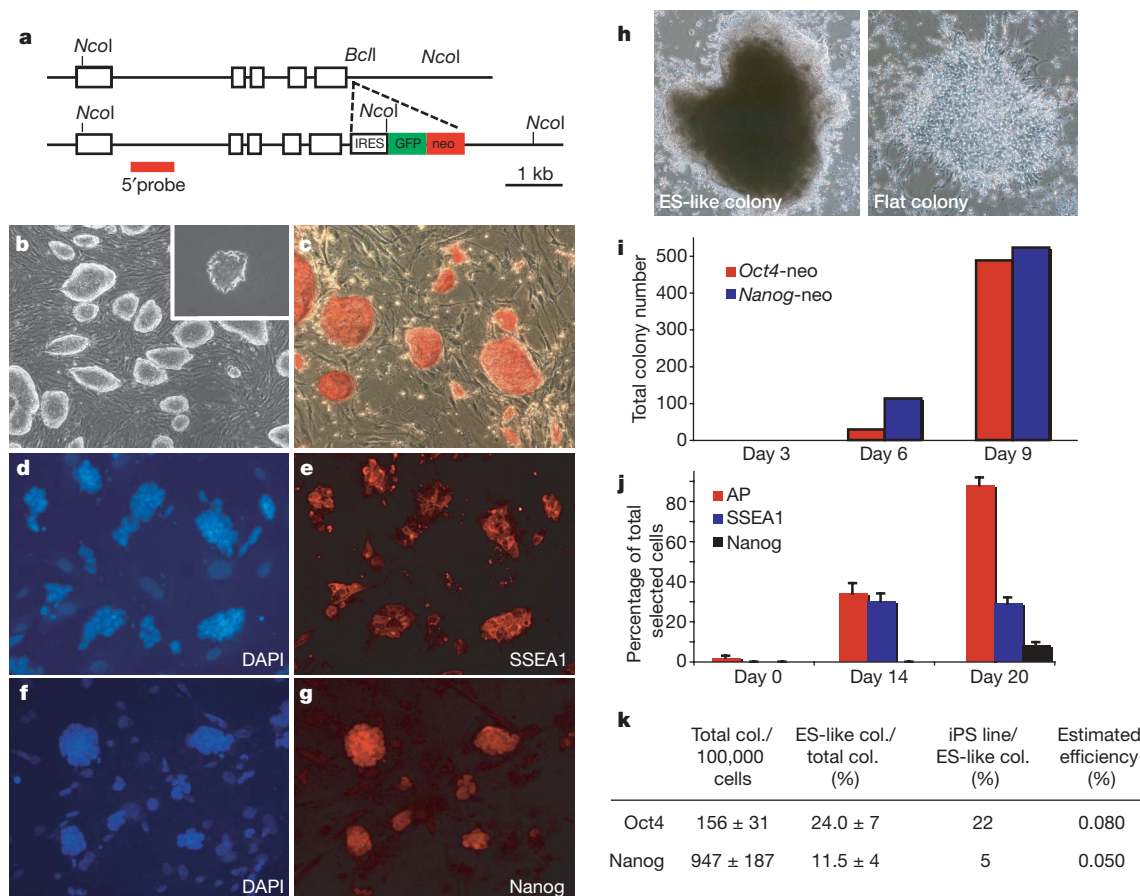 a
NcoI
BclI
NcoI
NcoI
NcoI
NcoI
IRES
GFP
neo
5′probe
1 kb
b
c
d
DAPI
e
SSEA1
f
DAPI
g
Nanog
h
ES-like colony
Flat colony
i
Total colony number
500
400
300
200
100
0
Oct4-neo
Nanog-neo
Day 3
Day 6
Day 9
j
Percentage of total
selected cells
80
60
40
20
0
AP
SSEA1
Nanog
Day 0
Day 14
Day 20
k
Total col./
100,000
cells
ES-like col./
total col.
(%)
iPS line/
ES-like col.
(%)
Estimated
efficiency
(%)
Oct4 156 ± 31 24.0 ± 7 22 0.080
Nanog 947 ± 187 11.5 ± 4 5 0.050